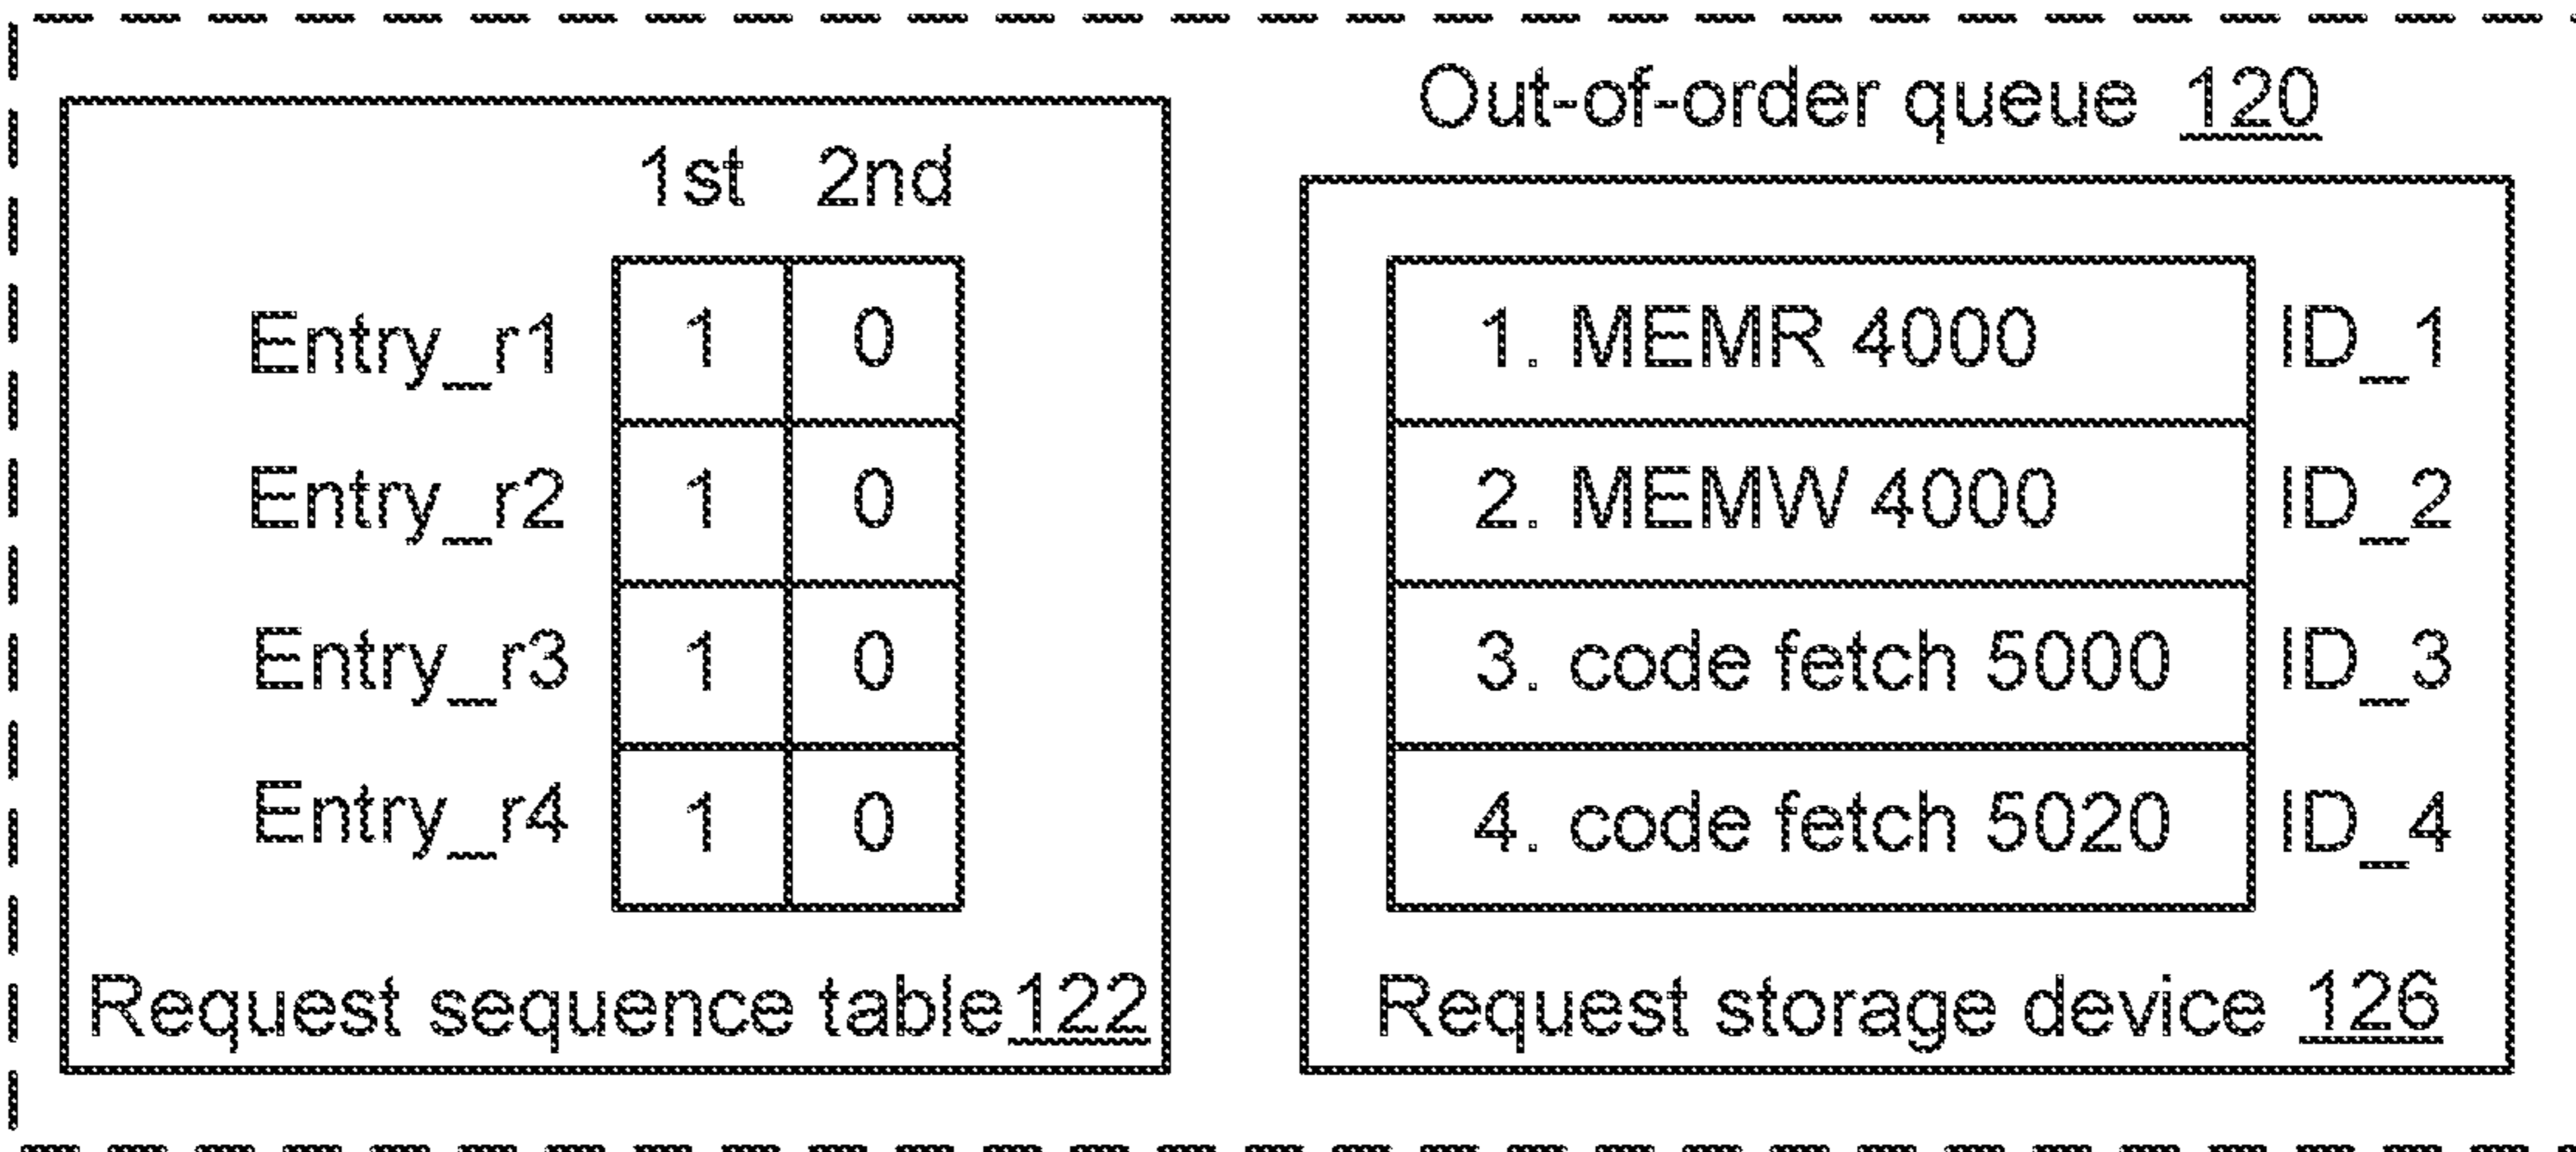 Out-of-order queue 120
1st 2nd
Entry_r1 1 0
Entry_r2 1 0
Entry_r3 1 0
Entry_r4 1 0
Request sequence table 122
1. MEMR 4000 ID_1
2. MEMW 4000 ID_2
3. code fetch 5000 ID_3
4. code fetch 5020 ID_4
Request storage device 126